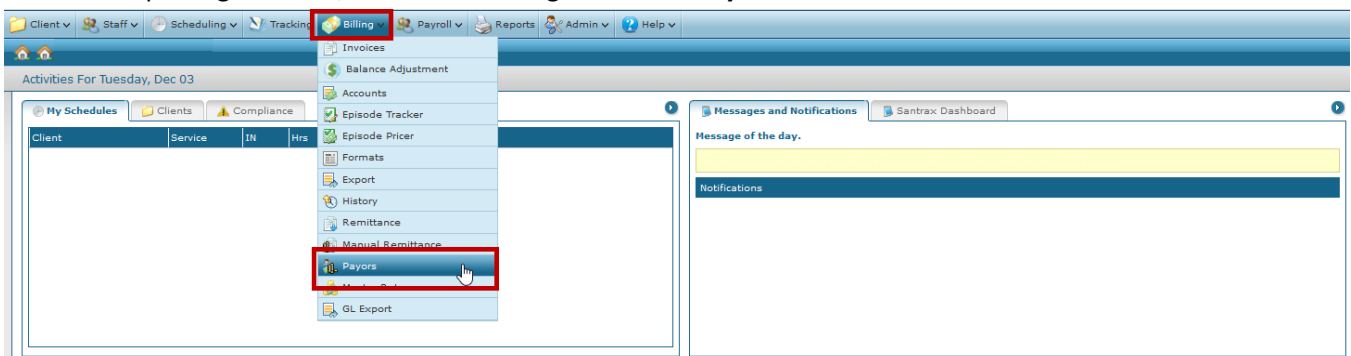 Client Staff Scheduling Tracking Billing Payroll Reports Admin Help
Invoices
Balance Adjustment
Activities For Tuesday, Dec 03
Accounts
My Schedules Clients Compliance
Episode Tracker
Messages and Notifications Santrax Dashboard
Client Service IN Hrs
Episode Pricer
Message of the day.
Formats
Export
Notifications
History
Remittance
Manual Remittance
Payors
GL Export